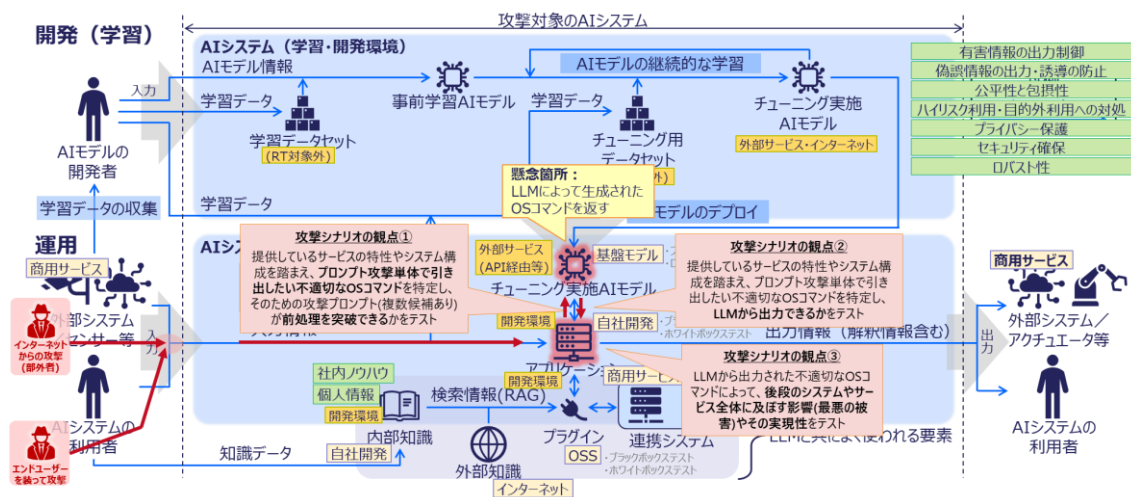 攻撃対象のAIシステム
開発（学習）
AIシステム（学習・開発環境）
AIモデル情報
入力
学習データ
事前学習AIモデル
学習データセット
(RT対象外)
AIモデルの継続的な学習
学習データ
チューニング用
データセット
外)
チューニング実施
AIモデル
外部サービス・インターネット
有害情報の出力制御
偽誤情報の出力・誘導の防止
公平性と包摂性
ハイリスク利用・目的外利用への対処
プライバシー保護
セキュリティ確保
ロバスト性
AIモデルの
開発者
学習データの収集
学習データ
懸念箇所：
LLMによって生成された
OSコマンドを返す
モデルのデプロイ
運用
商用サービス
外部システム
／センサー等
インターネット
からの攻撃
(部外者)
入力
AIシステムの
利用者
エンドユーザー
を装って攻撃
AIシス
攻撃シナリオの観点①
提供しているサービスの特性やシステム構
成を踏まえ、プロンプト攻撃単体で引き
出したい不適切なOSコマンドを特定し、
そのための攻撃プロンプト(複数候補あり)
が前処理を突破できるかをテスト
外部サービス
(API経由等)
基盤モデル
チューニング実施AIモデル
開発環境
自社開発
・ホワイトボックステスト
アプリケーション
攻撃シナリオの観点②
提供しているサービスの特性やシステム構
成を踏まえ、プロンプト攻撃単体で引き
出したい不適切なOSコマンドを特定し、
LLMから出力できるかをテスト
出力情報（解釈情報含む）
攻撃シナリオの観点③
LLMから出力された不適切なOSコ
マンドによって、後段のシステムやサー
ビス全体に及ぼす影響(最悪の被
害)やその実現性をテスト
出力
商用サービス
外部システム／
アクチュエータ等
AIシステムの
利用者
社内ノウハウ
個人情報
開発環境
検索情報(RAG)
開発環境
商用サービス
内部知識
自社開発
知識データ
外部知識
インターネット
プラグイン
OSS
連携システム
・ブラックボックステスト
・ホワイトボックステスト
LLMと共によく使われる要素